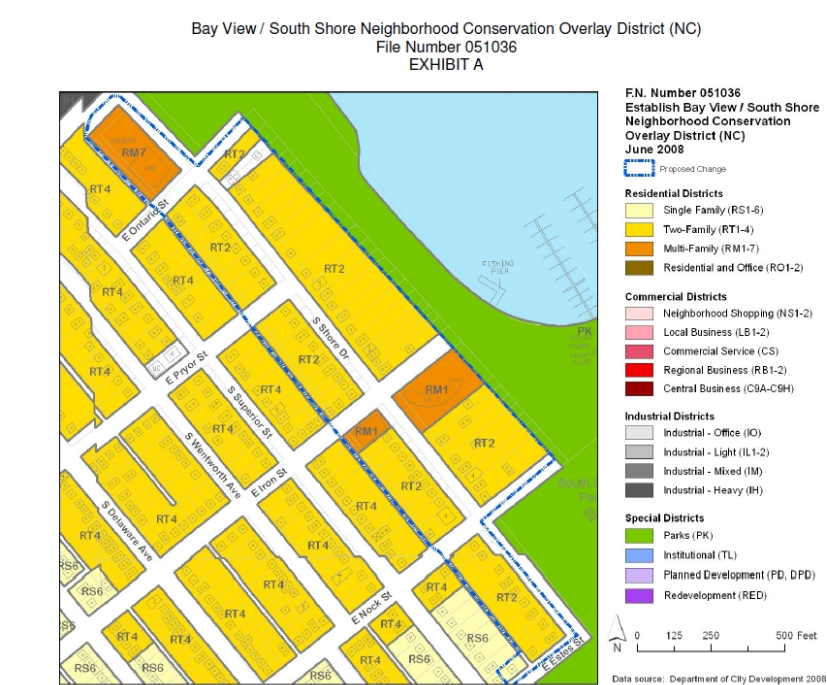 Bay View / South Shore Neighborhood Conservation Overlay District (NC)
File Number 051036
EXHIBIT A
F.N. Number 051036
Establish Bay View / South Shore
Neighborhood Conservation
Overlay District (NC)
June 2008
Proposed Change
Residential Districts
Single Family (RS1-6)
Two-Family (RT1-4)
Multi-Family (RM1-7)
Residential and Office (RO1-2)
Commercial Districts
Neighborhood Shopping (NS1-2)
Local Business (LB1-2)
Commercial Service (CS)
Regional Business (RB1-2)
Central Business (C9A-C9H)
Industrial Districts
Industrial - Office (IO)
Industrial - Light (IL1-2)
Industrial - Mixed (IM)
Industrial - Heavy (IH)
Special Districts
Parks (PK)
Institutional (TL)
Planned Development (PD, DPD)
Redevelopment (RED)
N
0 125 250 500 Feet
Data source: Department of City Development 2008
RM7
RT2
RT4
E Ontario St
RT2
RT4
RT2
FISHING
PIER
RT4
S Shore Dr
PK
E Pryor St
RT2
RT4
RT4
RM1
S Superior St
RM1
RT4
S Wentworth Ave
RT2
E Iron St
RT2
RT4
South S
Pa
S Delaware Ave
RT4
RT4
RT4
RS6
RS6
RT4
RT4
RT2
E Nock St
RT4
RT4
RS6
RT4
RT4
RS6
E Estes St
RS6
RS6
RT4
RS6
RS6